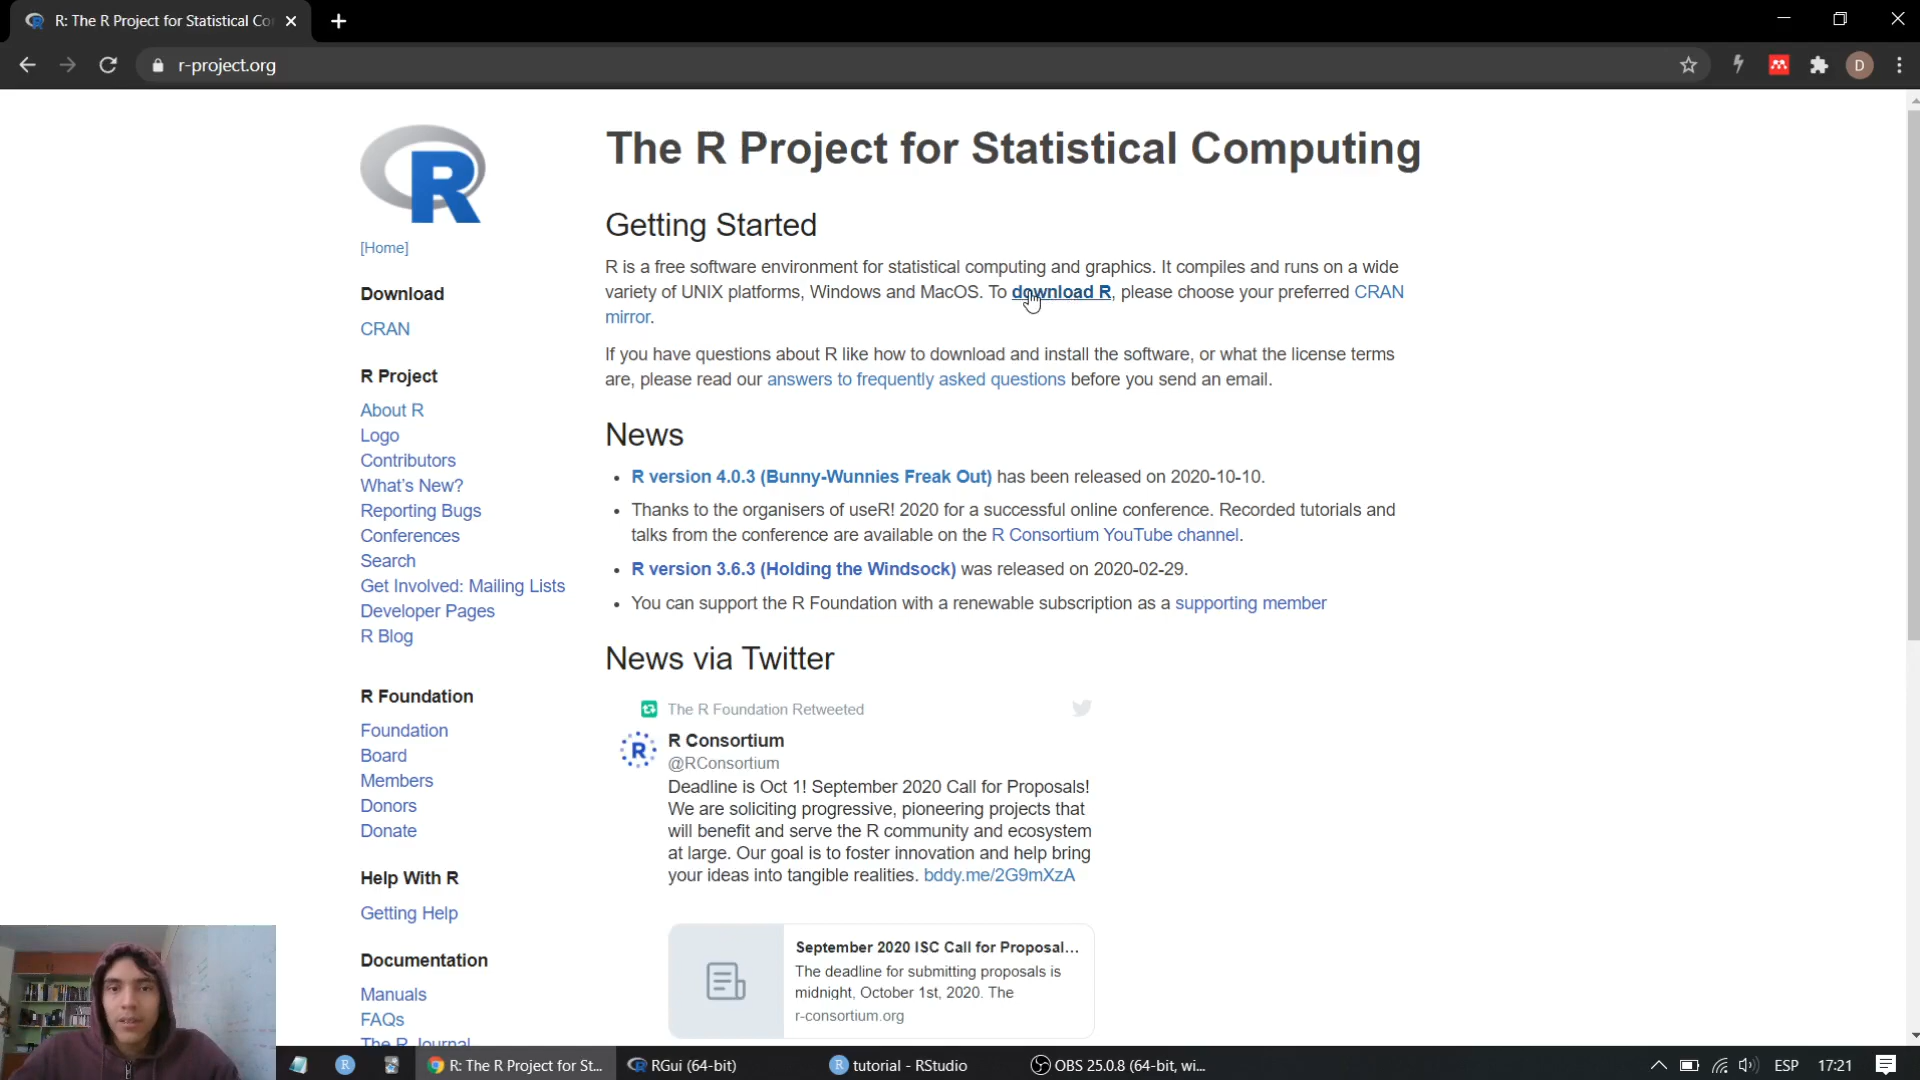 R: The R Project for Statistical Co
r-project.org
D
R
[Home]
Download
CRAN
R Project
About R
Logo
Contributors
What's New?
Reporting Bugs
Conferences
Search
Get Involved: Mailing Lists
Developer Pages
R Blog
R Foundation
Foundation
Board
Members
Donors
Donate
Help With R
Getting Help
Documentation
Manuals
FAQs
The R Journal
The R Project for Statistical Computing
Getting Started
R is a free software environment for statistical computing and graphics. It compiles and runs on a wide
variety of UNIX platforms, Windows and MacOS. To download R, please choose your preferred CRAN
mirror.
If you have questions about R like how to download and install the software, or what the license terms
are, please read our answers to frequently asked questions before you send an email.
News
• R version 4.0.3 (Bunny-Wunnies Freak Out) has been released on 2020-10-10.
• Thanks to the organisers of useR! 2020 for a successful online conference. Recorded tutorials and
talks from the conference are available on the R Consortium YouTube channel.
• R version 3.6.3 (Holding the Windsock) was released on 2020-02-29.
• You can support the R Foundation with a renewable subscription as a supporting member
News via Twitter
The R Foundation Retweeted
R
R Consortium
@RConsortium
Deadline is Oct 1! September 2020 Call for Proposals!
We are soliciting progressive, pioneering projects that
will benefit and serve the R community and ecosystem
at large. Our goal is to foster innovation and help bring
your ideas into tangible realities. bddy.me/2G9mXzA
September 2020 ISC Call for Proposal...
The deadline for submitting proposals is
midnight, October 1st, 2020. The
r-consortium.org
R
R: The R Project for St...
RGui (64-bit)
R tutorial - RStudio
OBS 25.0.8 (64-bit, wi...
ESP
17:21